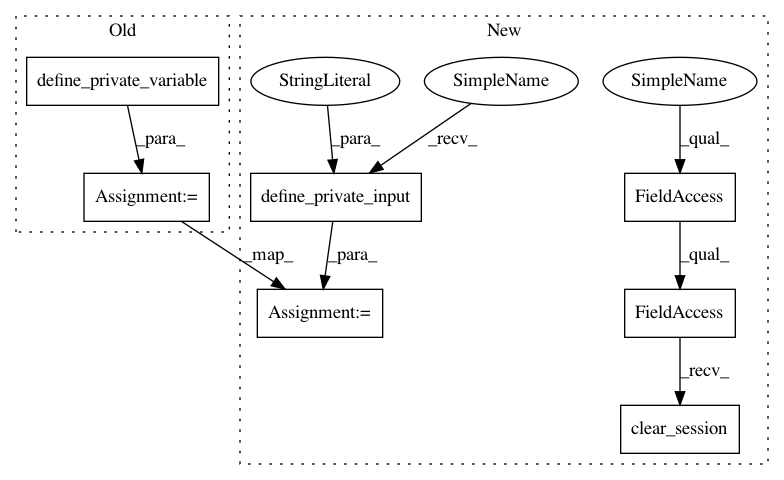 Old
New
define_private_variable
StringLiteral
SimpleName
SimpleName
_para_
_para_
_recv_
_qual_
Assignment:=
define_private_input
FieldAccess
_map_
_para_
_qual_
Assignment:=
FieldAccess
_recv_
clear_session